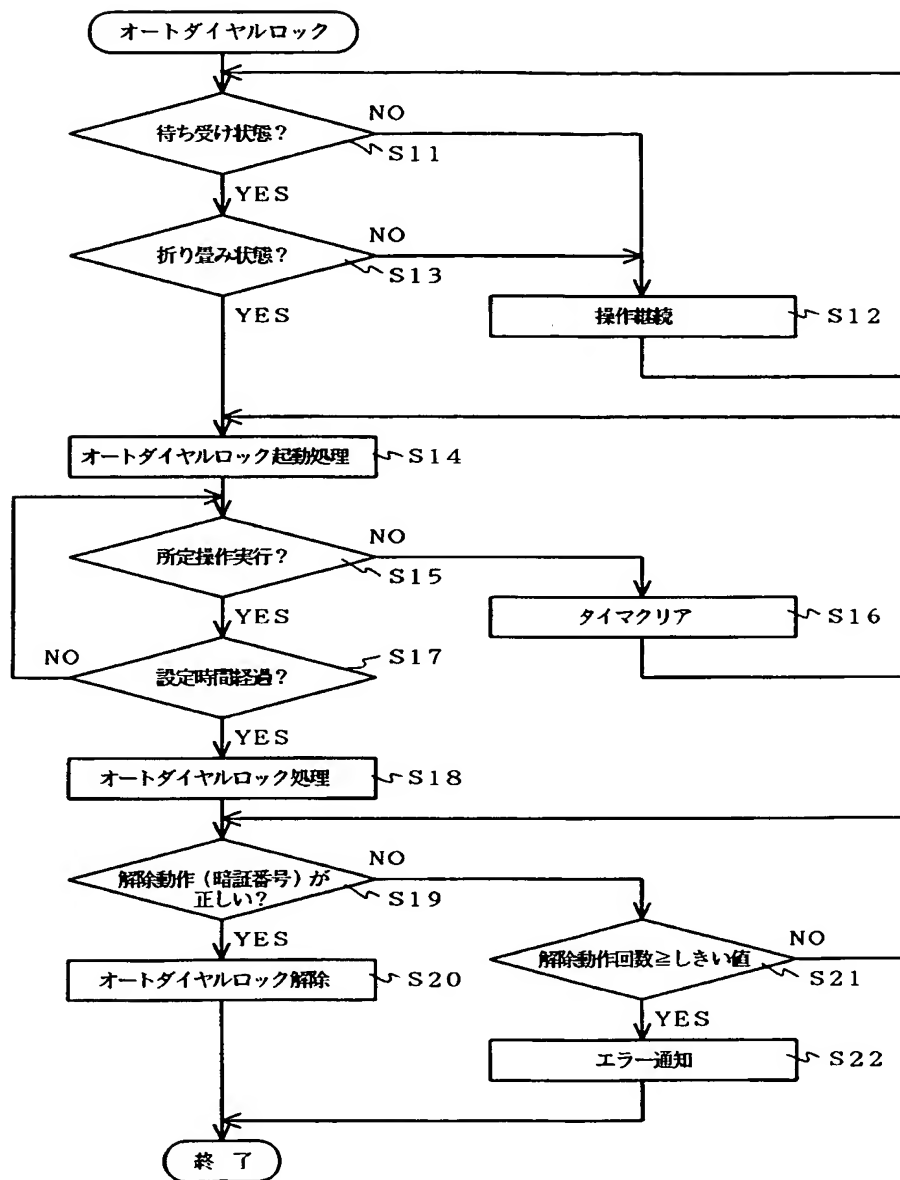 オートダイヤルロック
待ち受け状態?
NO
S11
YES
折り畳み状態?
NO
S13
YES
操作継続
S12
オートダイヤルロック起動処理
S14
所定操作実行?
NO
S15
YES
タイマクリア
S16
設定時間経過?
NO
S17
YES
オートダイヤルロック処理
S18
解除動作(暗証番号)が
正しい?
NO
S19
YES
オートダイヤルロック解除
S20
解除動作回数≧しきい値
NO
S21
YES
エラー通知
S22
終 了